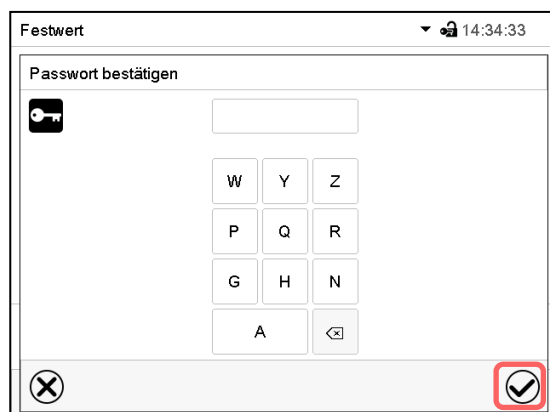 Festwert 14:34:33
Passwort bestätigen
W Y Z
P Q R
G H N
A